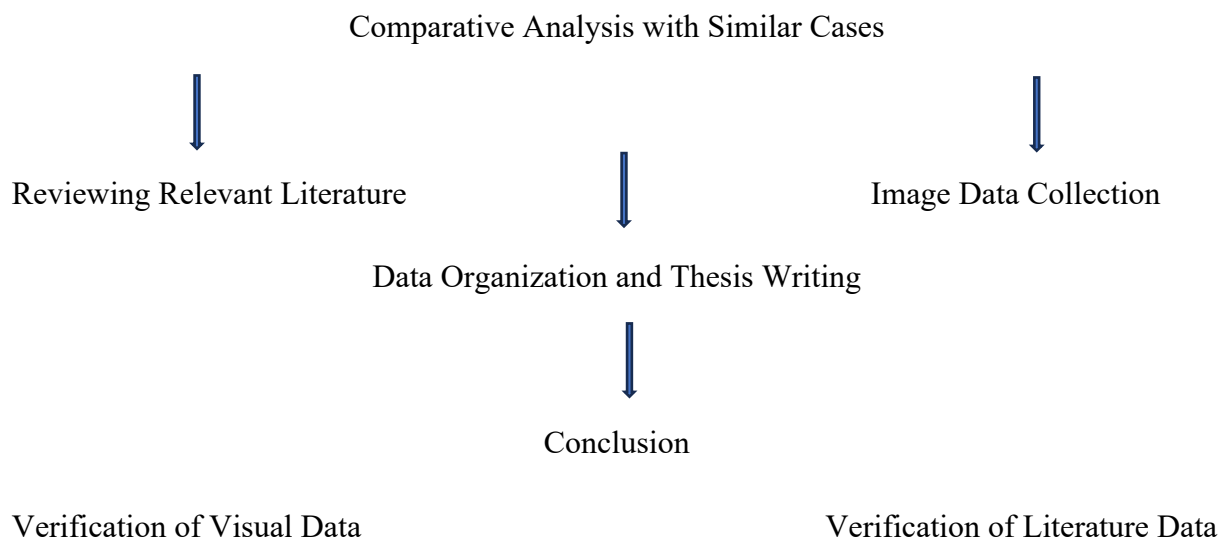 Comparative Analysis with Similar Cases
Reviewing Relevant Literature
Image Data Collection
Data Organization and Thesis Writing
Conclusion
Verification of Visual Data
Verification of Literature Data